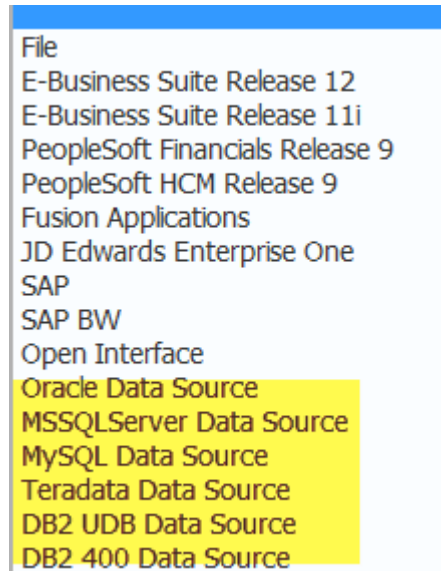 File
E-Business Suite Release 12
E-Business Suite Release 11i
PeopleSoft Financials Release 9
PeopleSoft HCM Release 9
Fusion Applications
JD Edwards Enterprise One
SAP
SAP BW
Open Interface
Oracle Data Source
MSSQLServer Data Source
MySQL Data Source
Teradata Data Source
DB2 UDB Data Source
DB2 400 Data Source